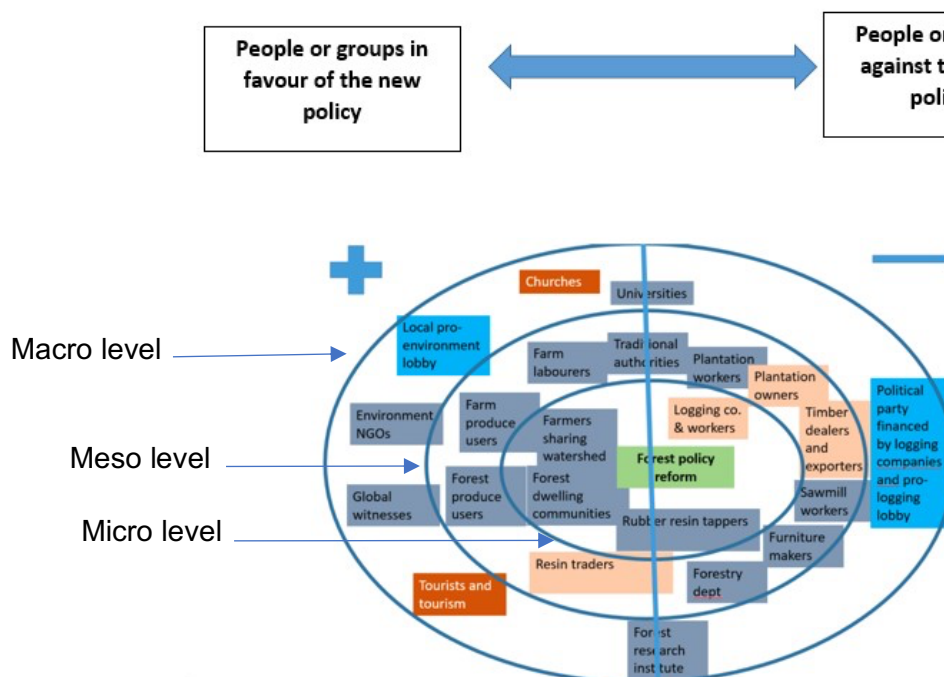 People or groups in
favour of the new
policy
People or
against t
poli
Churches
Universities
Macro level
Local pro-
environment
lobby
Farm
labourers
Traditional
authorities
Plantation
workers
Plantation
owners
Political
party
financed
by logging
companies
and pro-
logging
lobby
Environment
NGOs
Farm
produce
users
Farmers
sharing
watershed
Logging co.
& workers
Timber
dealers
and
exporters
Meso level
Forest policy
reform
Global
witnesses
Forest
produce
users
Forest
dwelling
communities
Sawmill
workers
Micro level
Rubber resin tappers
Furniture
makers
Resin traders
Forestry
dept
Tourists and
tourism
Forest
research
institute